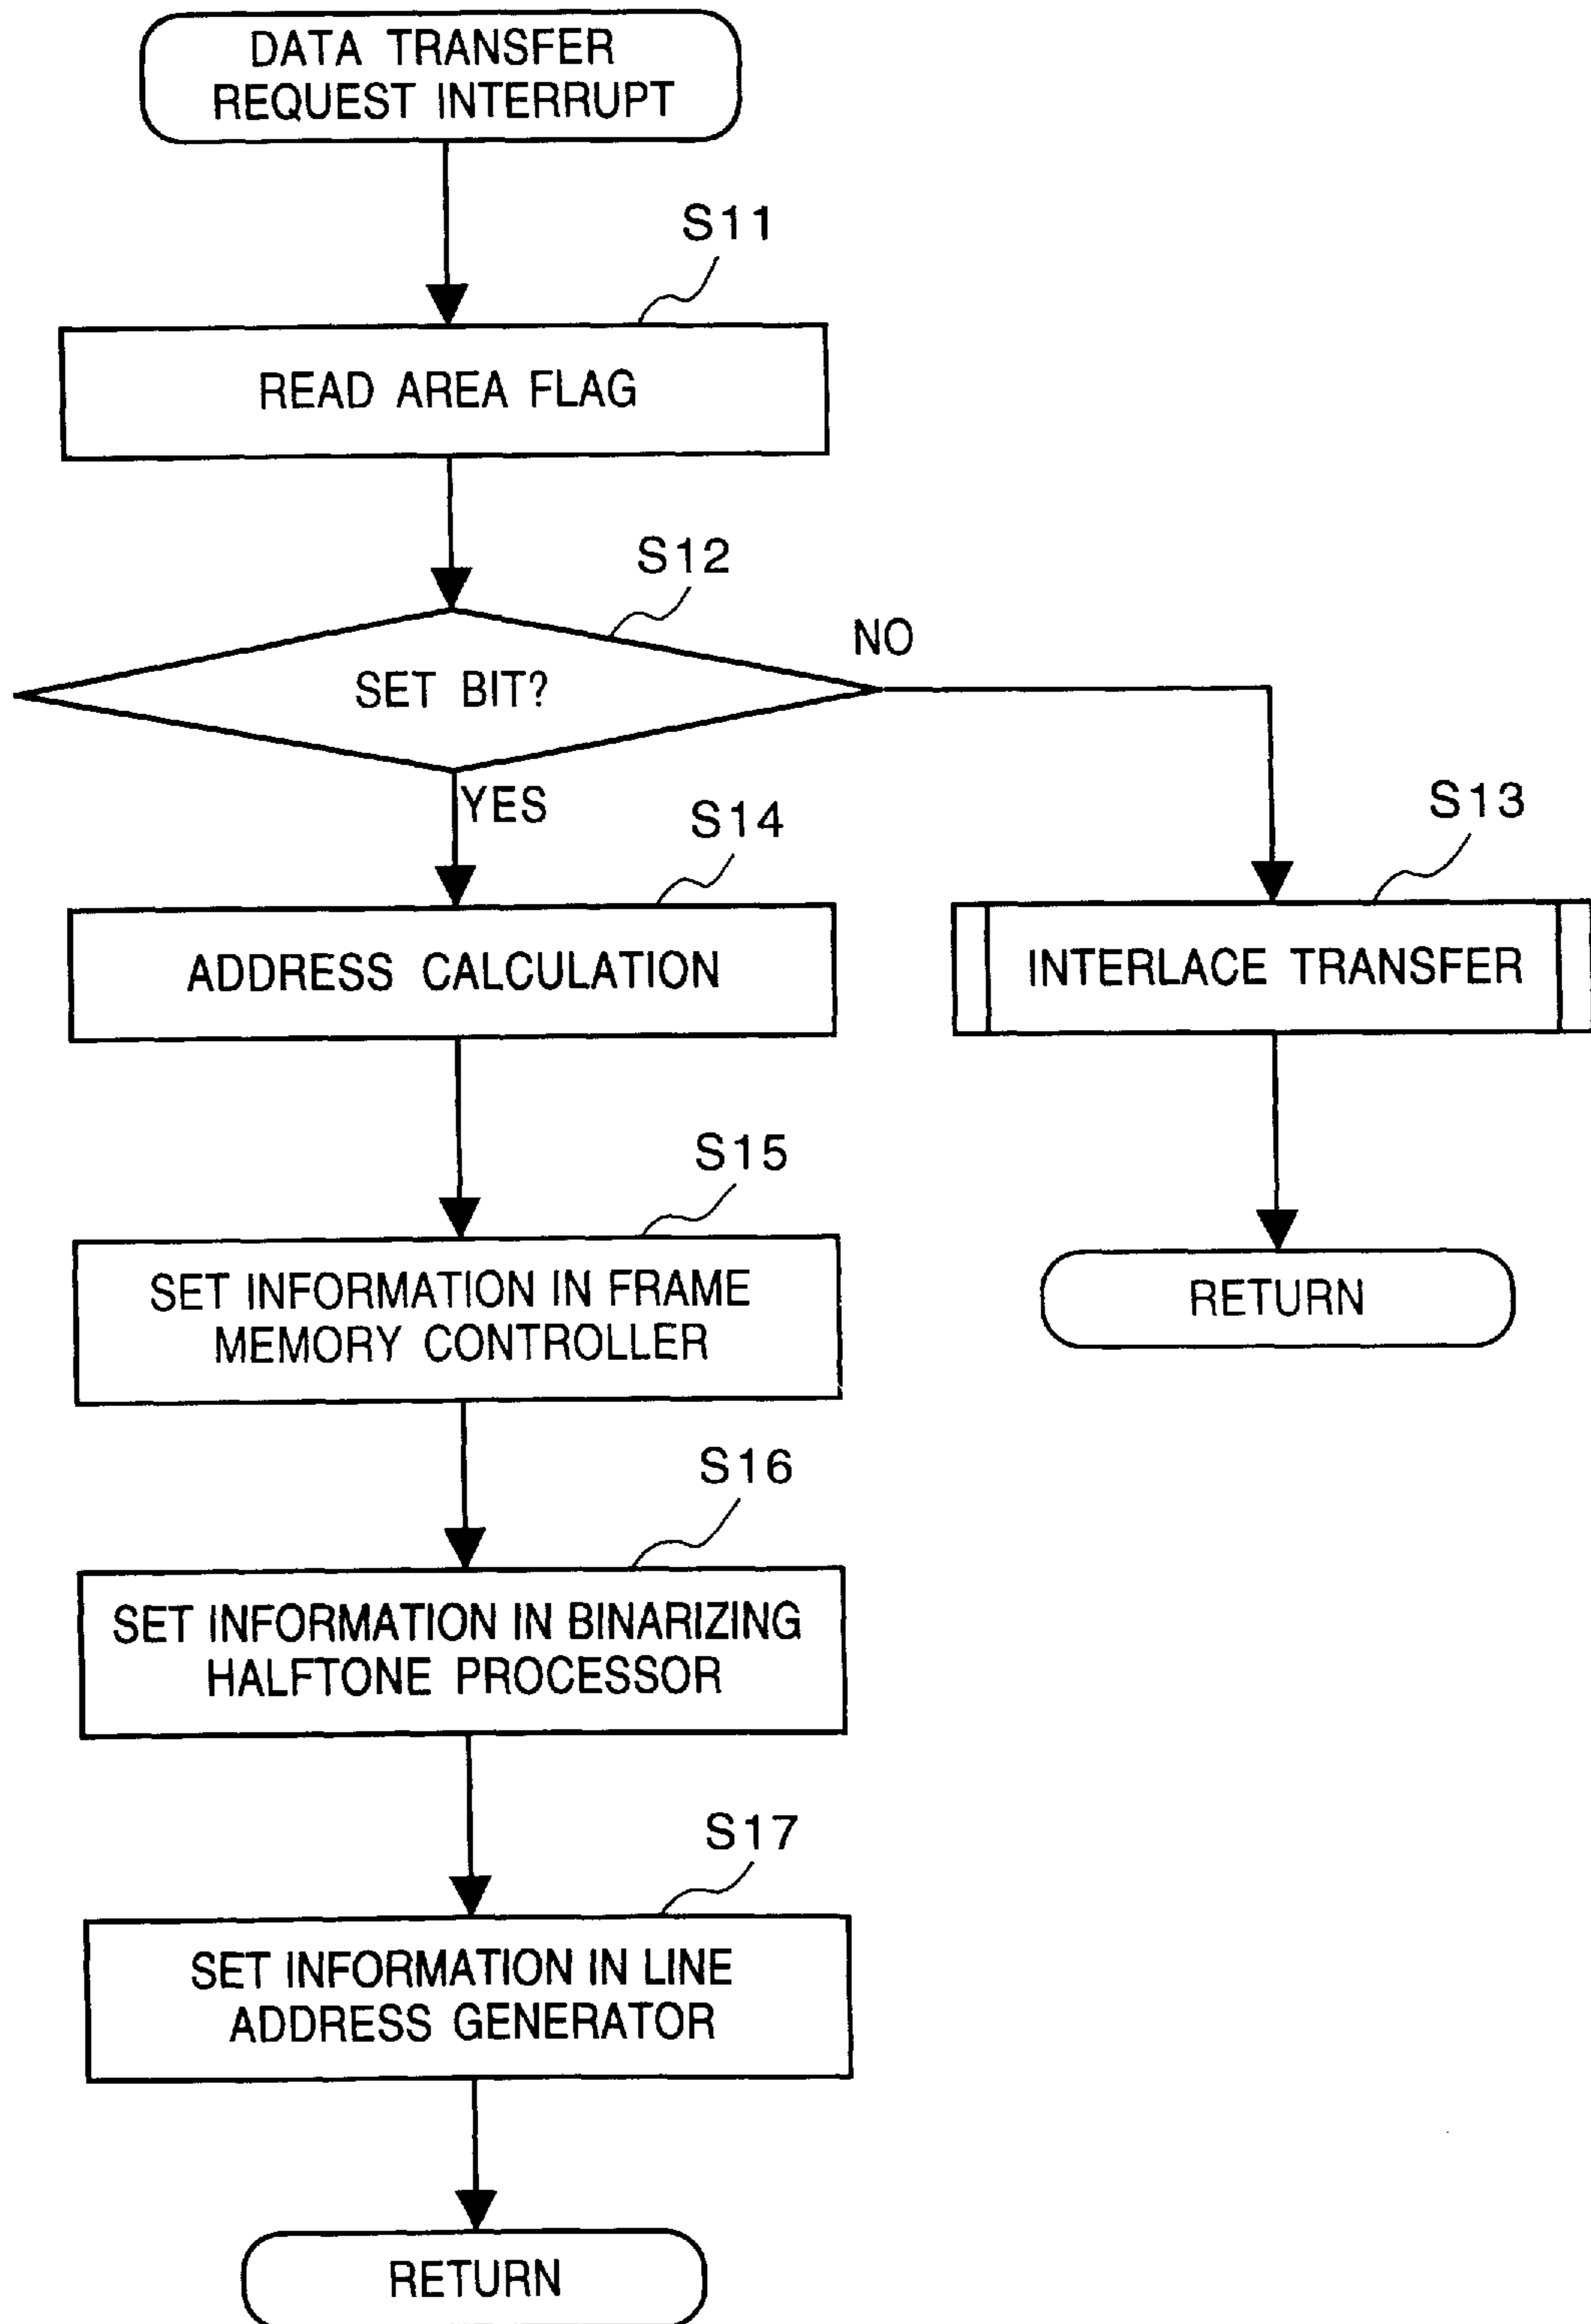 DATA TRANSFER
REQUEST INTERRUPT
S11
READ AREA FLAG
S12
SET BIT?
NO
YES
S14
S13
ADDRESS CALCULATION
INTERLACE TRANSFER
S15
SET INFORMATION IN FRAME
MEMORY CONTROLLER
RETURN
S16
SET INFORMATION IN BINARIZING
HALFTONE PROCESSOR
S17
SET INFORMATION IN LINE
ADDRESS GENERATOR
RETURN